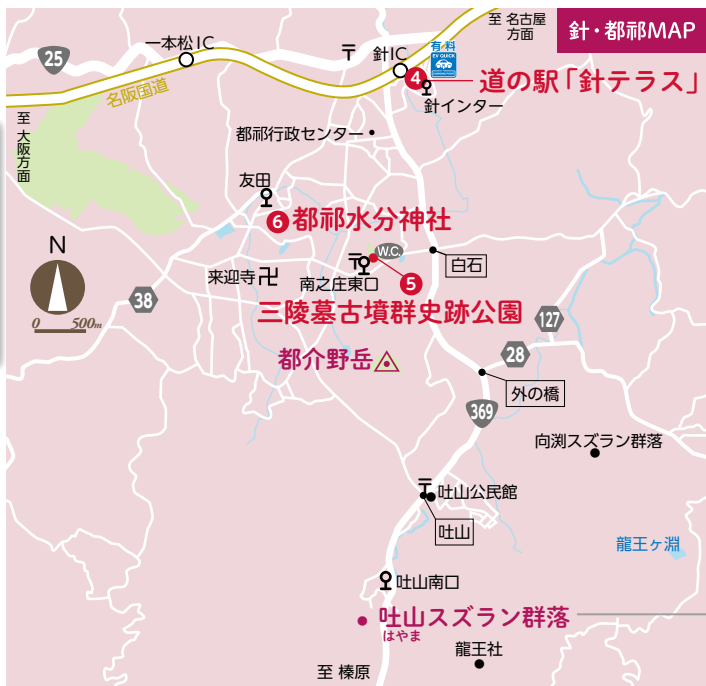 至 名古屋
方面
針・都祁MAP
一本松IC
〒
針IC
有料
EV QUICK
25
名阪国道
4
道の駅「針テラス」
針インター
至 大阪方面
都祁行政センター
友田
6 都祁水分神社
N
W.C.
白石
来迎寺
〒
南之庄東口
5
三陵墓古墳群史跡公園
38
0 500m
127
都介野岳
28
外の橋
369
向渕スズラン群落
〒
吐山公民館
吐山
龍王ヶ淵
吐山南口
吐山スズラン群落
はやま
龍王社
至 榛原